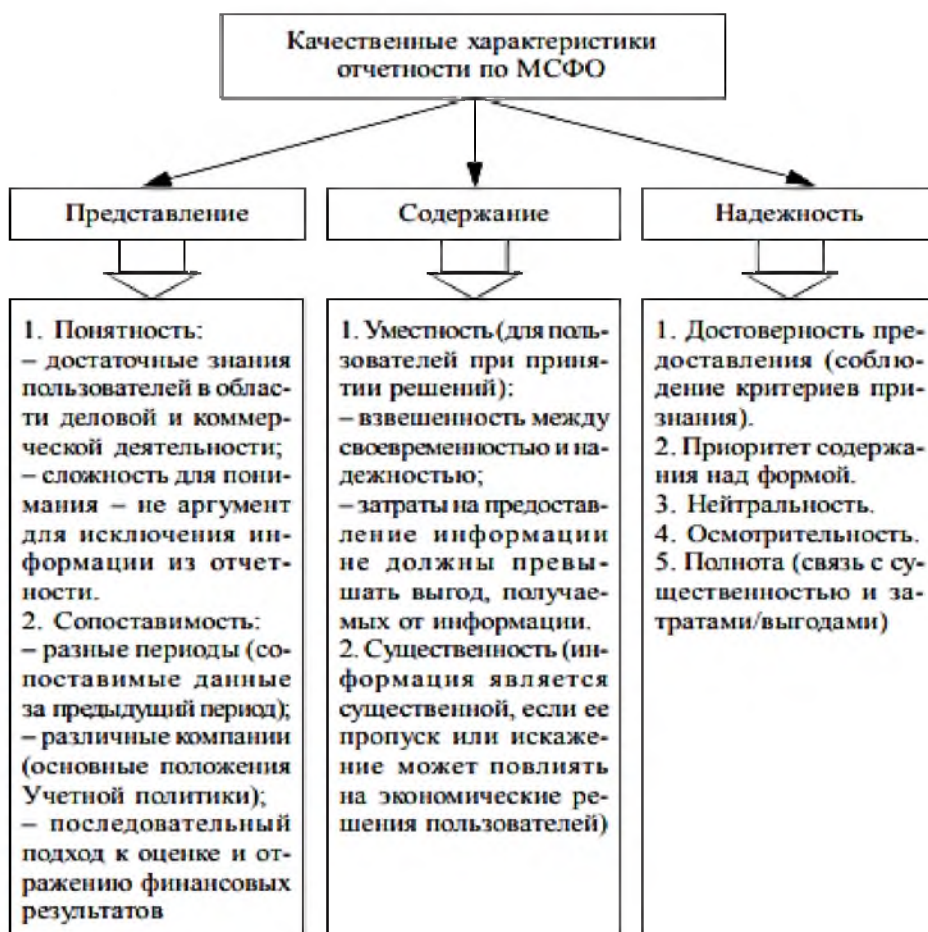 Качественные характеристики
отчетности по МСФО
Представление
Содержание
Надежность
1. Понятность:
– достаточные знания
пользователей в облас-
ти деловой и коммер-
ческой деятельности;
– сложность для пони-
мания – не аргумент
для исключения ин-
формации из отчет-
ности.
2. Сопоставимость:
– разные периоды (со-
поставимые данные
за предыдущий период);
– различные компании
(основные положения
Учетной политики);
– последовательный
подход к оценке и от-
ражению финансовых
результатов
1. Уместность (для поль-
зователей при приня-
тии решений):
– взвешенность между
своевременностью и на-
дежностью;
– затраты на предостав-
ление информации
не должны превы-
шать выгод, получае-
мых от информации.
2. Существенность (ин-
формация является
существенной, если ее
пропуск или искаже-
ние может повлиять
на экономические ре-
шения пользователей)
1. Достоверность пре-
доставления (соблю-
дение критериев при-
знания).
2. Приоритет содержа-
ния над формой.
3. Нейтральность.
4. Осмотрительность.
5. Полнота (связь с су-
щественностью и за-
тратами/выгодами)